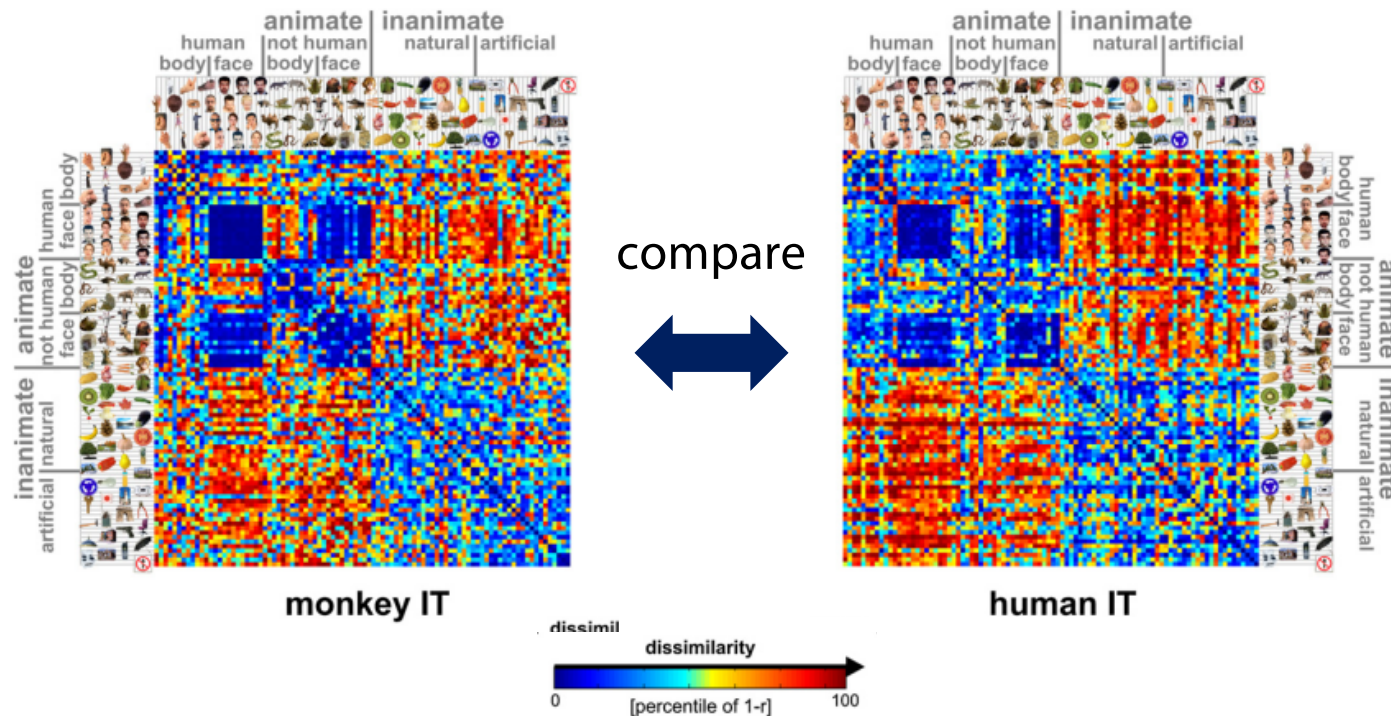 animate inanimate
human not human natural artificial
body face body face
animate inanimate
human not human natural artificial
body face body face
human
body face
animate
not human
body face
inanimate
natural
artificial
compare
human
body face
animate
not human
body face
inanimate
natural
artificial
monkey IT
human IT
dissimil
dissimilarity
0 100
[percentile of 1-r]